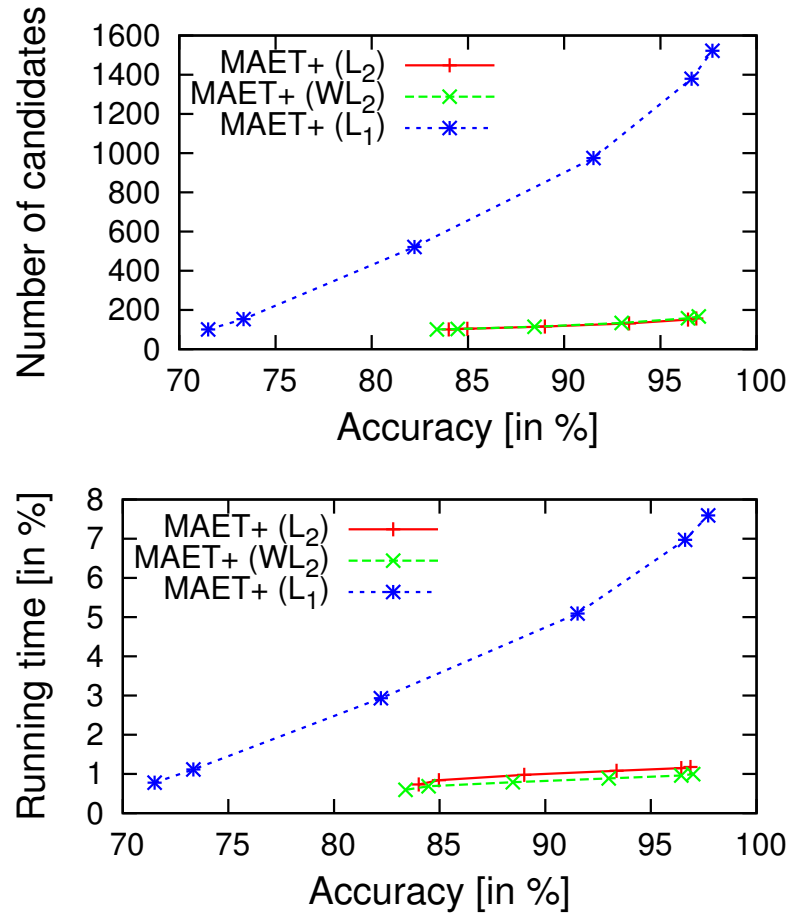 Number of candidates
1600
1400
1200
1000
800
600
400
200
0
MAET+ (L₂)
MAET+ (WL₂)
MAET+ (L₁)
70 75 80 85 90 95 100
Accuracy [in %]
Running time [in %]
8
7
6
5
4
3
2
1
0
MAET+ (L₂)
MAET+ (WL₂)
MAET+ (L₁)
70 75 80 85 90 95 100
Accuracy [in %]